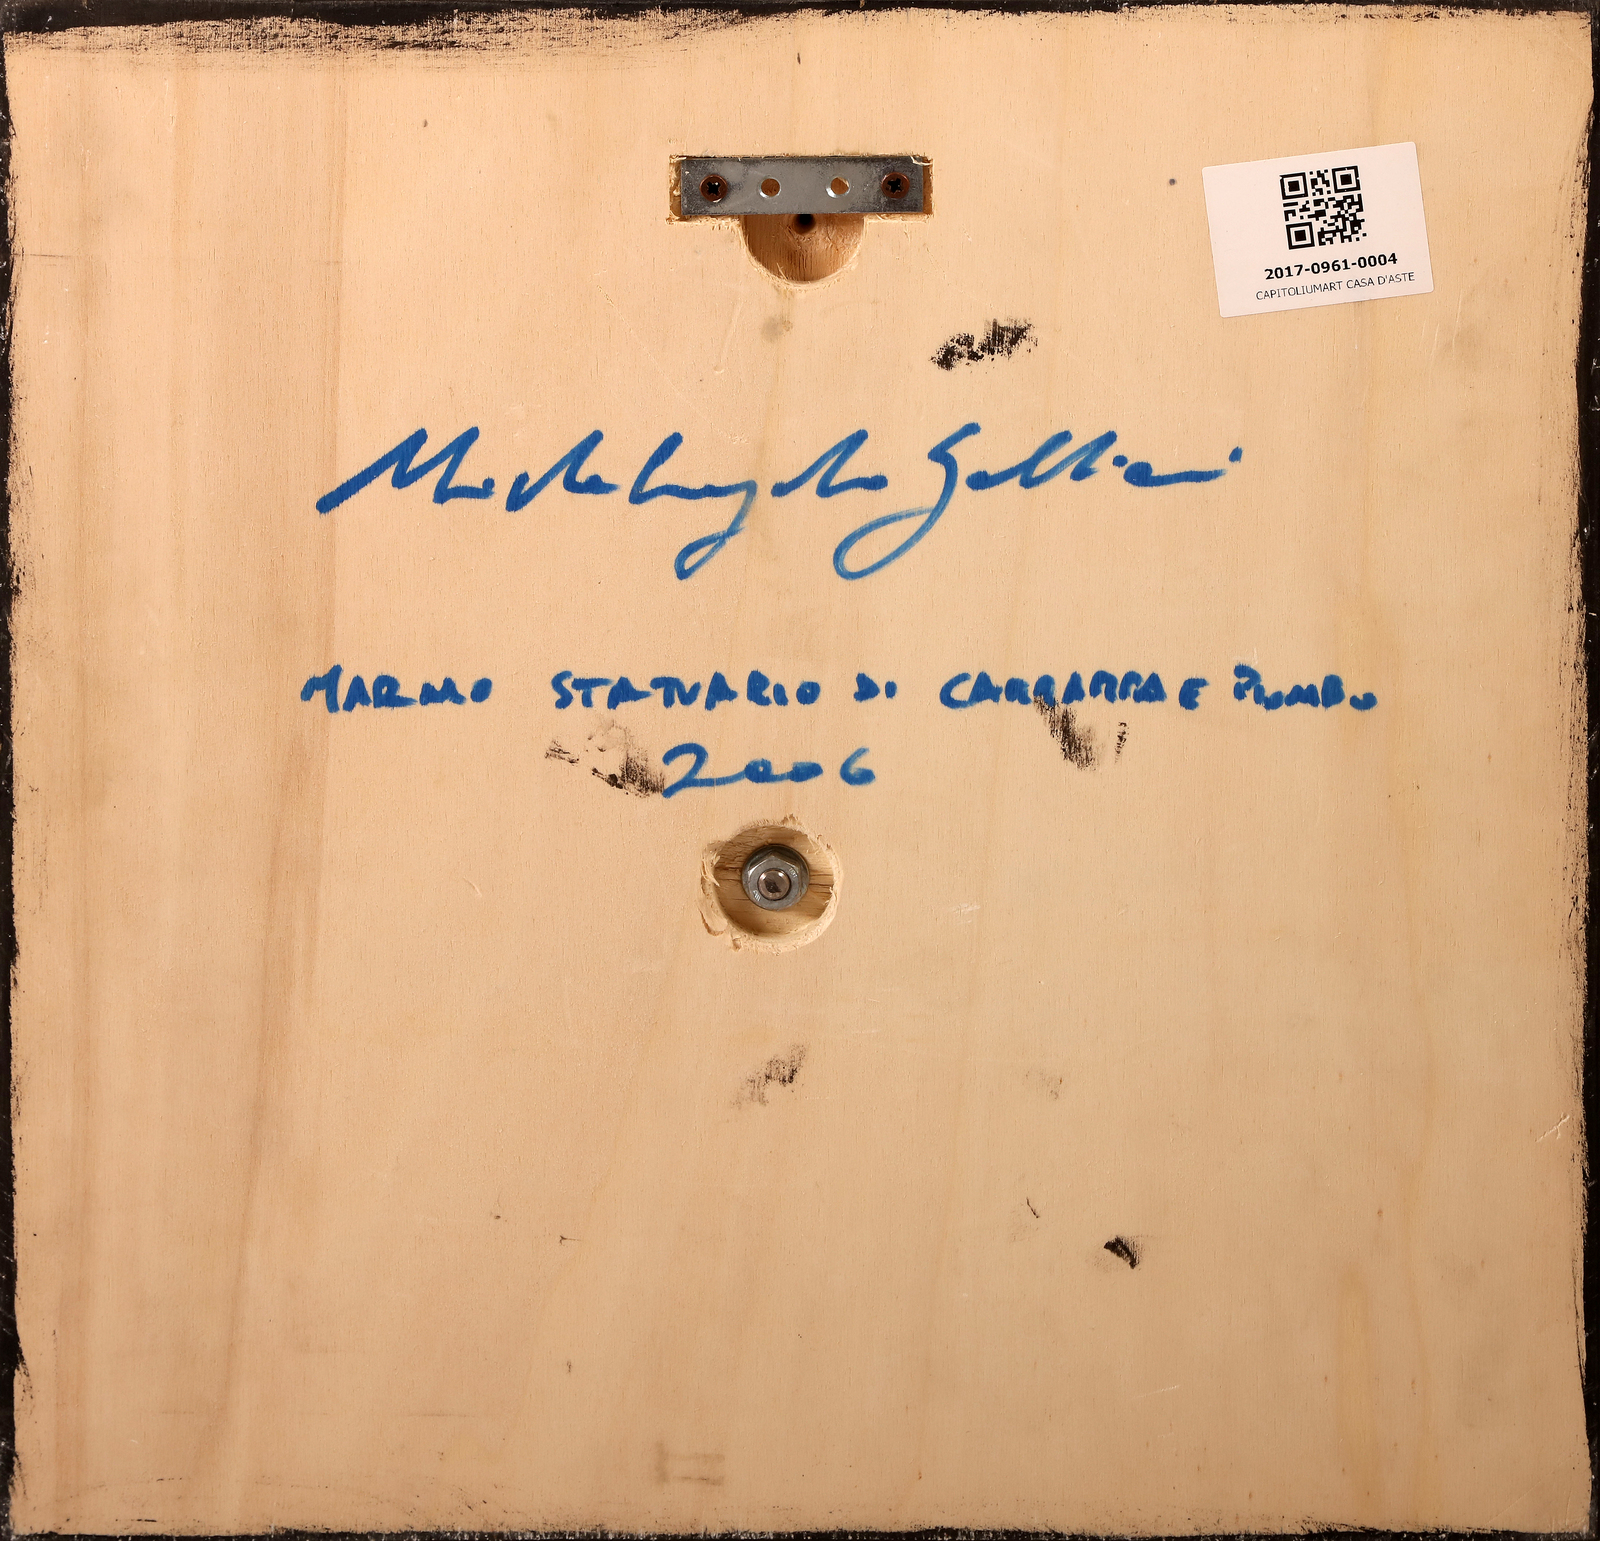 2017-0961-0004
CAPITOLIUMART CASA D'ASTE
Michelangelo Galliani
MARMO STATUARIO DI CARRARA E PIOMBO
2006